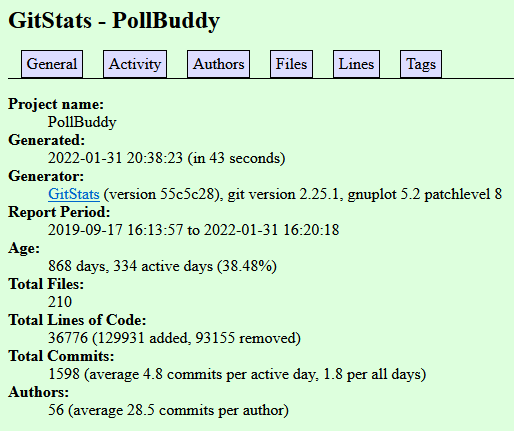 GitStats - PollBuddy
General Activity Authors Files Lines Tags
Project name:
PollBuddy
Generated:
2022-01-31 20:38:23 (in 43 seconds)
Generator:
GitStats (version 55c5c28), git version 2.25.1, gnuplot 5.2 patchlevel 8
Report Period:
2019-09-17 16:13:57 to 2022-01-31 16:20:18
Age:
868 days, 334 active days (38.48%)
Total Files:
210
Total Lines of Code:
36776 (129931 added, 93155 removed)
Total Commits:
1598 (average 4.8 commits per active day, 1.8 per all days)
Authors:
56 (average 28.5 commits per author)